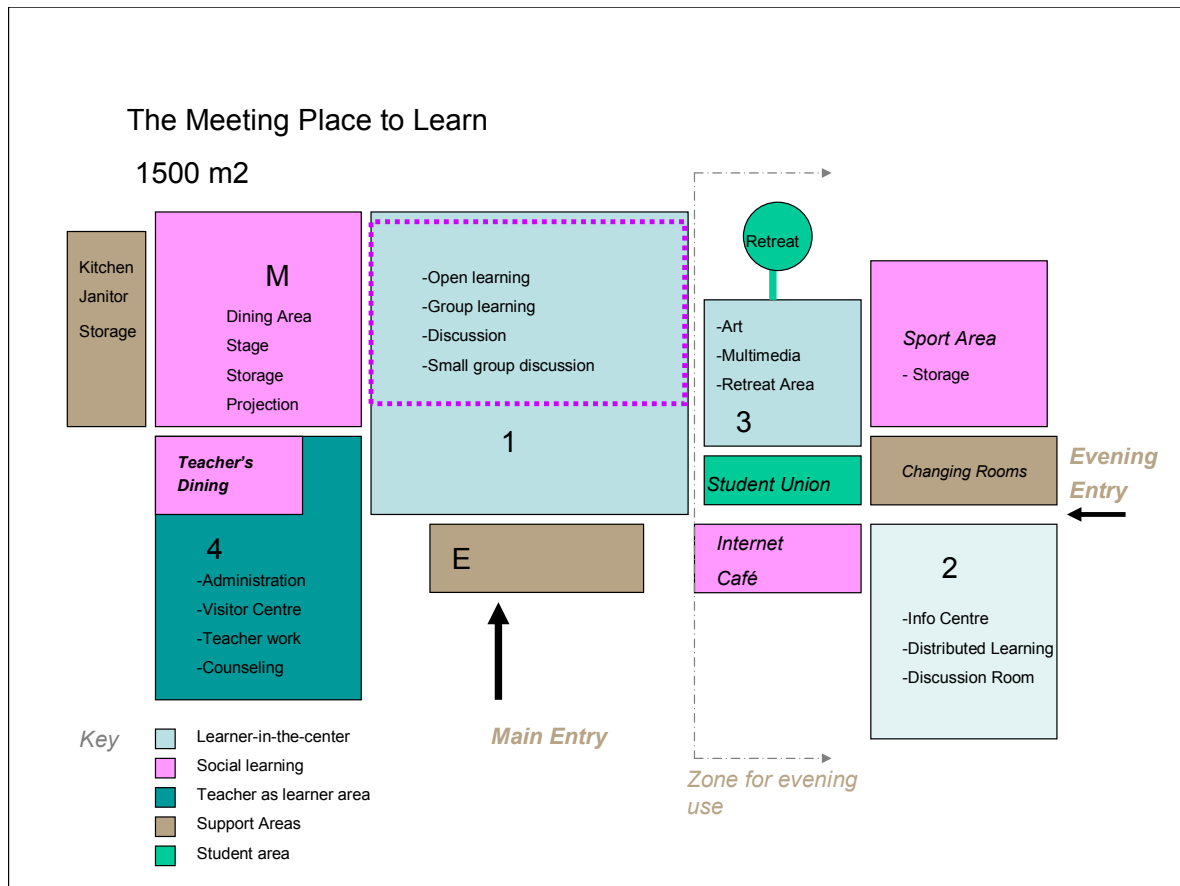 The Meeting Place to Learn
1500 m2
Kitchen
Janitor
Storage
M
Dining Area
Stage
Storage
Projection
-Open learning
-Group learning
-Discussion
-Small group discussion
1
Retreat
-Art
-Multimedia
-Retreat Area
3
Sport Area
- Storage
Teacher's
Dining
4
-Administration
-Visitor Centre
-Teacher work
-Counseling
E
Main Entry
Student Union
Changing Rooms
Evening
Entry
Internet
Café
2
-Info Centre
-Distributed Learning
-Discussion Room
Zone for evening
use
Key
Learner-in-the-center
Social learning
Teacher as learner area
Support Areas
Student area